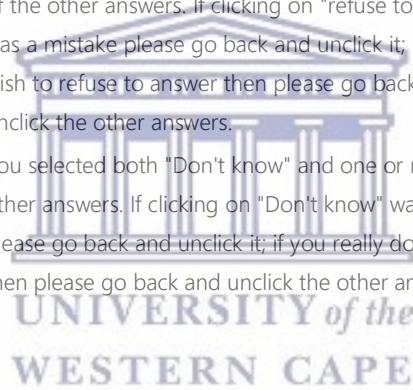 f the other answers. If clicking on "refuse to
as a mistake please go back and unclick it;
ish to refuse to answer then please go back
nclick the other answers.
ou selected both "Don't know" and one or
ther answers. If clicking on "Don't know" wa
lease go back and unclick it; if you really do
hen please go back and unclick the other an
UNIVERSITY of the
WESTERN CAPE